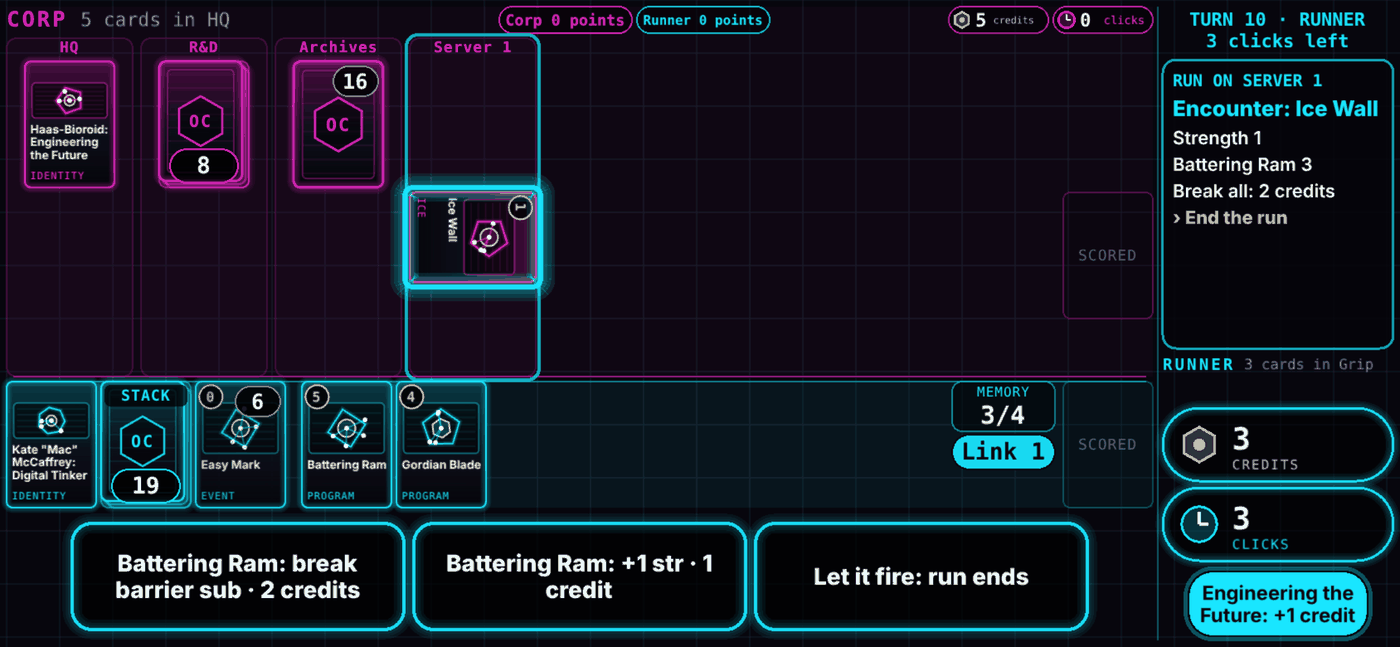 CORP 5 cards in HQ
Corp 0 points
Runner 0 points
5 credits
0 clicks
TURN 10 · RUNNER
3 clicks left
HQ
R&D
Archives
Server 1
Haas-Bioroid:
Engineering
the Future
IDENTITY
OC
8
16
OC
ICE
Ice Wall
1
SCORED
RUN ON SERVER 1
Encounter: Ice Wall
Strength 1
Battering Ram 3
Break all: 2 credits
› End the run
RUNNER 3 cards in Grip
Kate "Mac"
McCaffrey:
Digital Tinker
IDENTITY
STACK
OC
19
0
6
Easy Mark
EVENT
5
Battering Ram
PROGRAM
4
Gordian Blade
PROGRAM
MEMORY
3/4
Link 1
SCORED
3
CREDITS
3
CLICKS
Battering Ram: break
barrier sub · 2 credits
Battering Ram: +1 str · 1
credit
Let it fire: run ends
Engineering the
Future: +1 credit